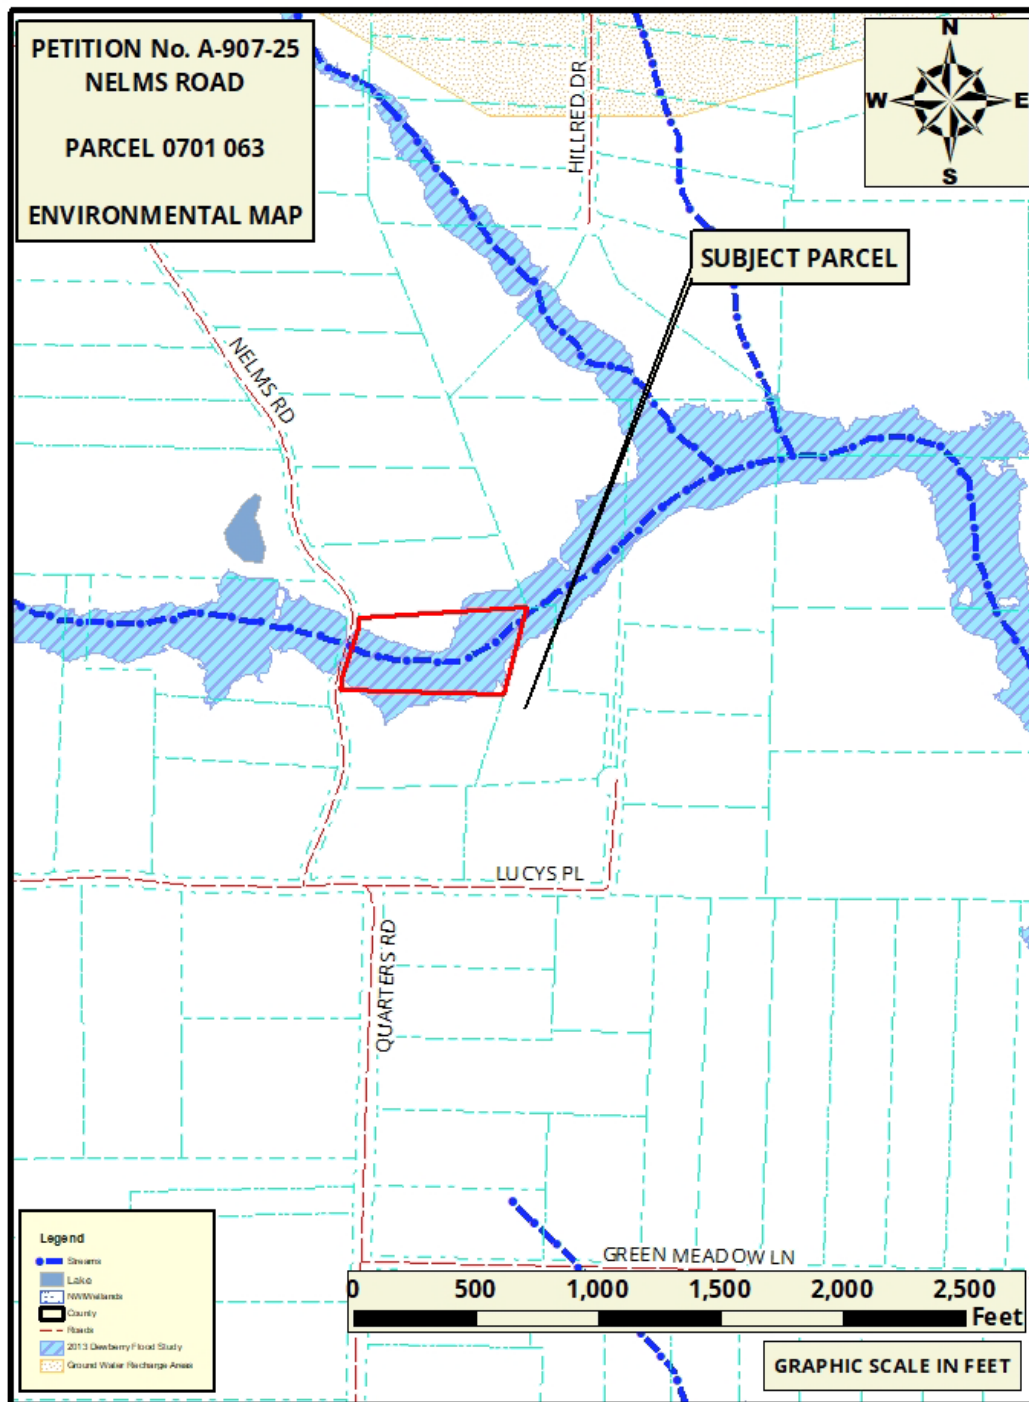 PETITION No. A-907-25
NELMS ROAD
PARCEL 0701 063
ENVIRONMENTAL MAP
N
W E
S
HILLRED DR
SUBJECT PARCEL
NELMS RD
LUCYS PL
QUARTERS RD
GREEN MEADOW LN
Legend
Streams
Lake
NWIWetlands
County
Roads
2013 Dewberry Flood Study
Ground Water Recharge Areas
0 500 1,000 1,500 2,000 2,500
Feet
GRAPHIC SCALE IN FEET